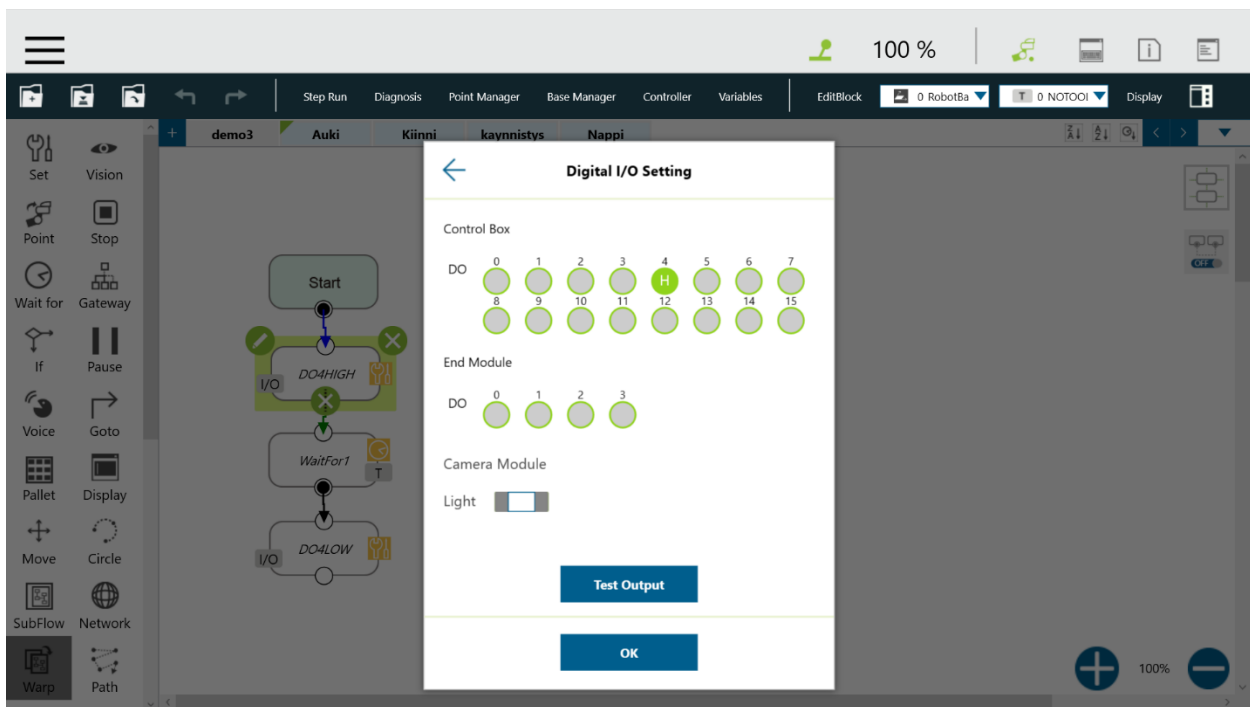 100 %
Step Run Diagnosis Point Manager Base Manager Controller Variables EditBlock 0 RobotBa T 0 NOTOOl Display
+ demo3 Auki Kiinni kaynnistys Nappi
Set Vision
Point Stop
Wait for Gateway
If Pause
Voice Goto
Pallet Display
Move Circle
SubFlow Network
Warp Path
Start
DO4HIGH
I/O
WaitFor1
T
DO4LOW
I/O
Digital I/O Setting
Control Box
DO 0 1 2 3 4 5 6 7
H
8 9 10 11 12 13 14 15
End Module
DO 0 1 2 3
Camera Module
Light
Test Output
OK
OFF
100%